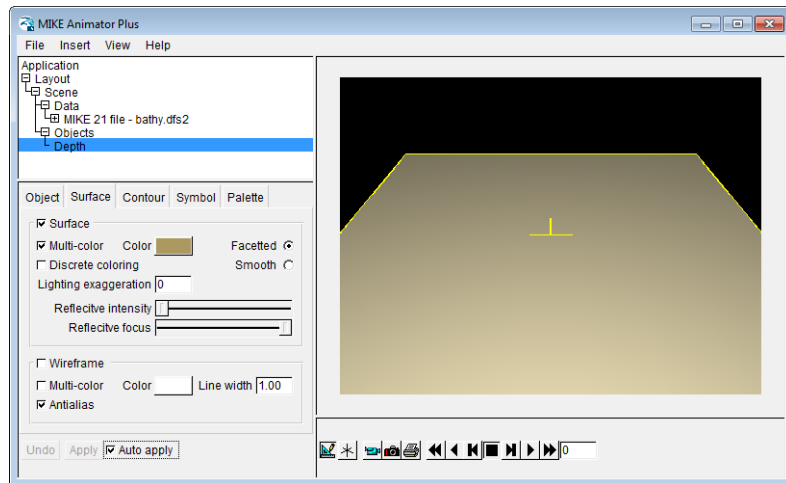 MIKE Animator Plus
File Insert View Help
Application
Layout
Scene
Data
MIKE 21 file - bathy.dfs2
Objects
Depth
Object Surface Contour Symbol Palette
Surface
Multi-color Color Facetted
Discrete coloring Smooth
Lighting exaggeration 0
Reflecitve intensity
Reflecitve focus
Wireframe
Multi-color Color Line width 1.00
Antialias
Undo Apply Auto apply 0